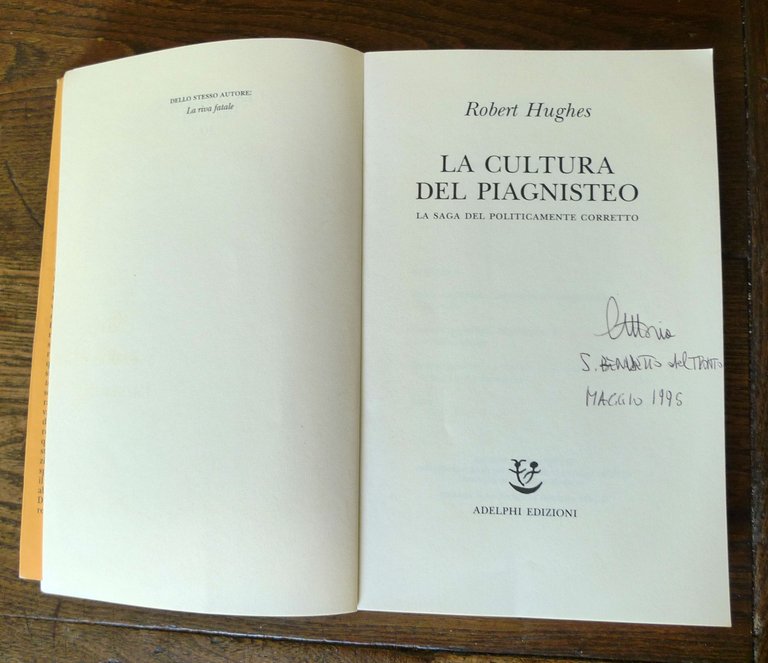 DELLO STESSO AUTORE:
La riva fatale
Robert Hughes
LA CULTURA
DEL PIAGNISTEO
LA SAGA DEL POLITICAMENTE CORRETTO
S. BENEDETTO del TRONTO
MAGGIO 1995
ADELPHI EDIZIONI